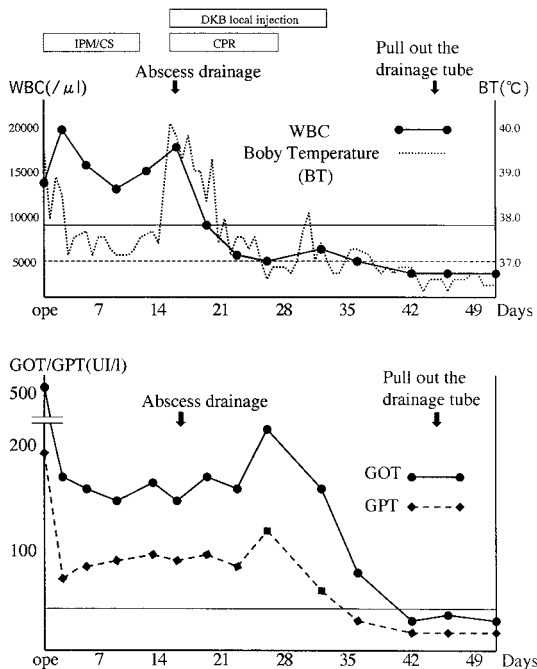 DKB local injection
IPM/CS CPR
Abscess drainage
Pull out the
drainage tube
WBC(/μl) BT(℃)
20000 WBC 40.0
Boby Temperature
(BT)
15000 39.0
10000 38.0
5000 37.0
ope 7 14 21 28 35 42 49 Days
GOT/GPT(UI/l)
Pull out the
drainage tube
500 Abscess drainage
200
GOT
GPT
100
ope 7 14 21 28 35 42 49 Days